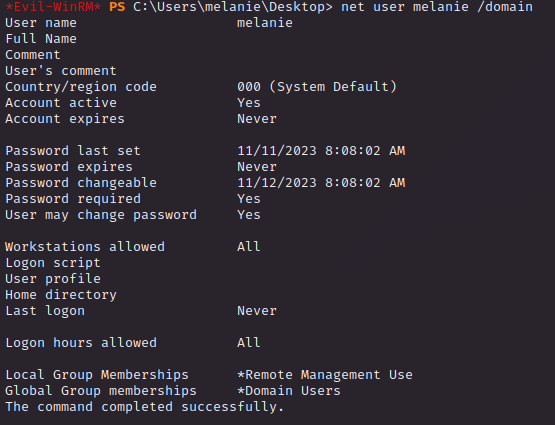 *Evil-WinRM* PS C:\Users\melanie\Desktop> net user melanie /domain
User name                    melanie
Full Name
Comment
User's comment
Country/region code          000 (System Default)
Account active               Yes
Account expires              Never

Password last set            11/11/2023 8:08:02 AM
Password expires             Never
Password changeable          11/12/2023 8:08:02 AM
Password required            Yes
User may change password     Yes

Workstations allowed         All
Logon script
User profile
Home directory
Last logon                   Never

Logon hours allowed          All

Local Group Memberships      *Remote Management Use
Global Group memberships     *Domain Users
The command completed successfully.